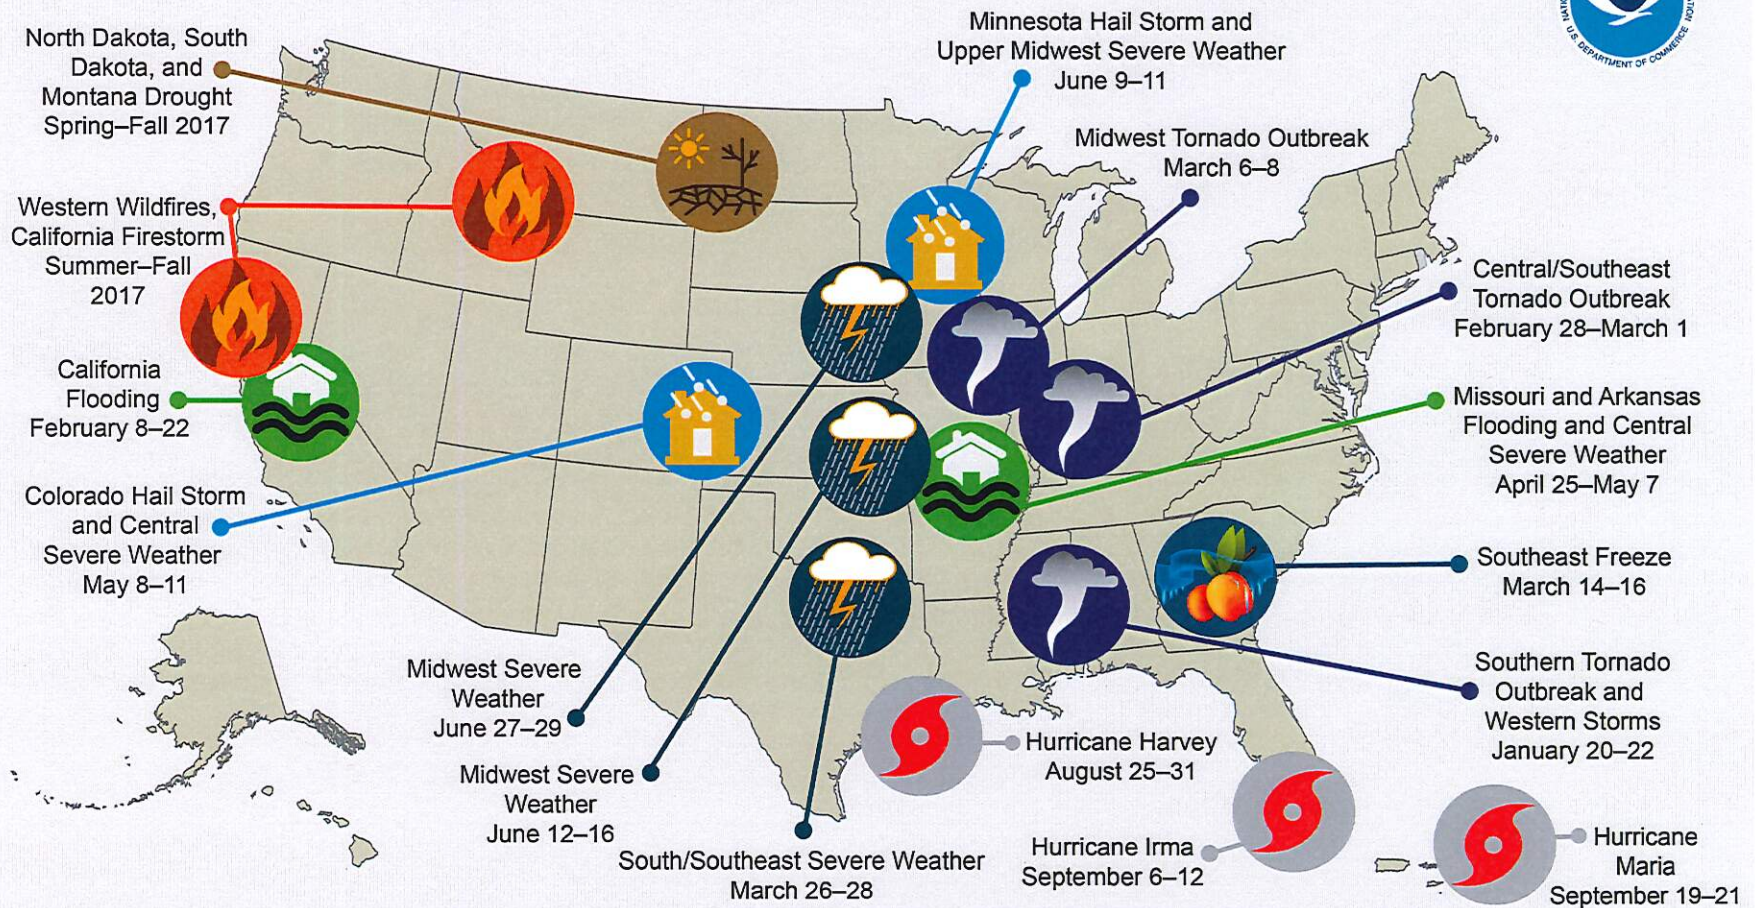 North Dakota, South
Dakota, and
Montana Drought
Spring–Fall 2017
Western Wildfires,
California Firestorm
Summer–Fall
2017
California
Flooding
February 8–22
Colorado Hail Storm
and Central
Severe Weather
May 8–11
Minnesota Hail Storm and
Upper Midwest Severe Weather
June 9–11
Midwest Tornado Outbreak
March 6–8
Central/Southeast
Tornado Outbreak
February 28–March 1
Missouri and Arkansas
Flooding and Central
Severe Weather
April 25–May 7
Southeast Freeze
March 14–16
Southern Tornado
Outbreak and
Western Storms
January 20–22
Midwest Severe
Weather
June 27–29
Midwest Severe
Weather
June 12–16
South/Southeast Severe Weather
March 26–28
Hurricane Harvey
August 25–31
Hurricane Irma
September 6–12
Hurricane
Maria
September 19–21
U.S. DEPARTMENT OF COMMERCE